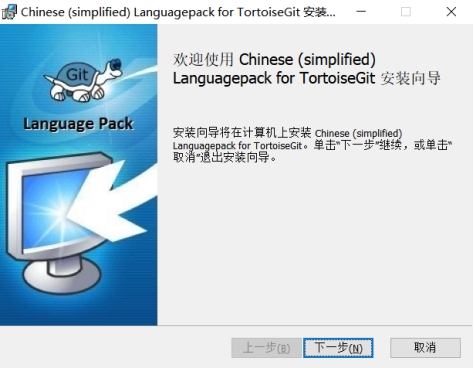 Chinese (simplified) Languagepack for TortoiseGit 安装...
Git
Language Pack
欢迎使用 Chinese (simplified)
Languagepack for TortoiseGit 安装向导
安装向导将在计算机上安装 Chinese (simplified)
Languagepack for TortoiseGit。单击“下一步”继续，或单击“
取消”退出安装向导。
上一步(B)
下一步(N)
取消